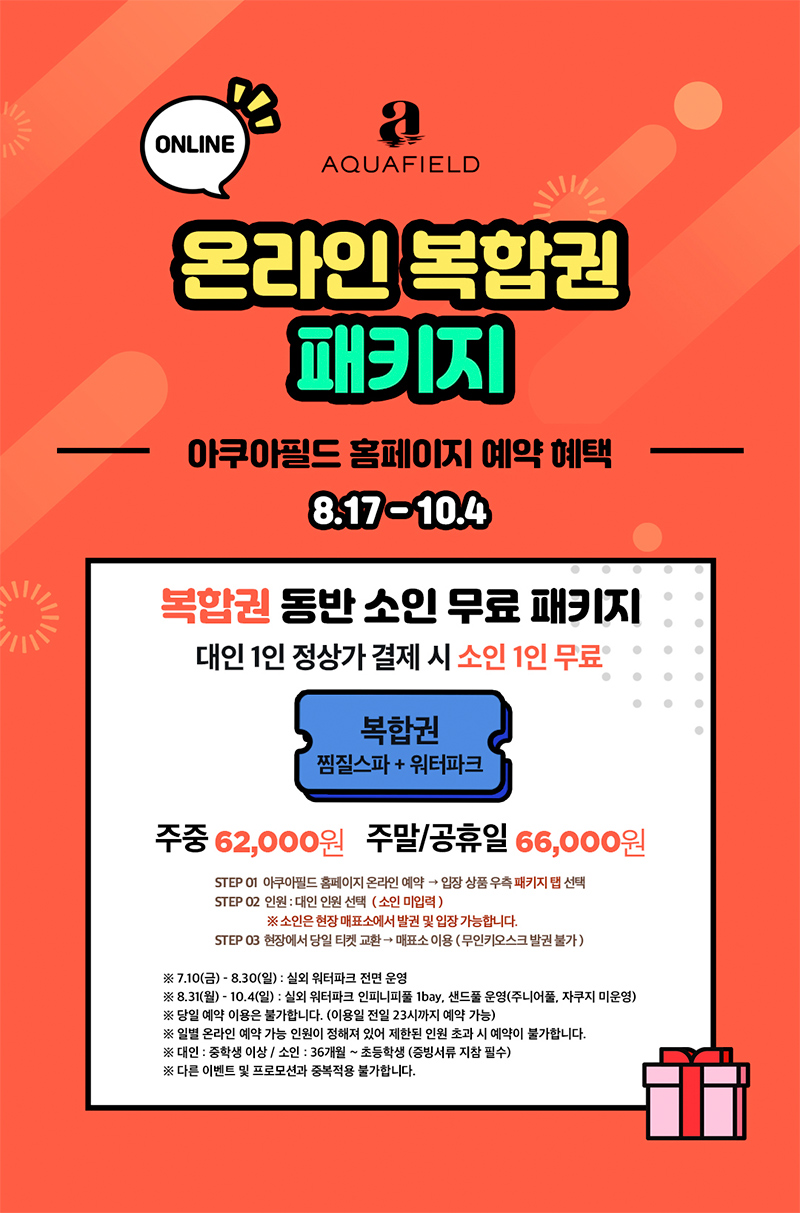 ONLINE
a
AQUAFIELD
온라인 복합권
패키지
아쿠아필드 홈페이지 예약 혜택
8.17 – 10.4
복합권 동반 소인 무료 패키지
대인 1인 정상가 결제 시 소인 1인 무료
복합권
찜질스파 + 워터파크
주중 62,000원 주말/공휴일 66,000원
STEP 01 아쿠아필드 홈페이지 온라인 예약 → 입장 상품 우측 패키지 탭 선택
STEP 02 인원 : 대인 인원 선택 ( 소인 미입력 )
※ 소인은 현장 매표소에서 발권 및 입장 가능합니다.
STEP 03 현장에서 당일 티켓 교환 → 매표소 이용 ( 무인키오스크 발권 불가 )
※ 7.10(금) - 8.30(일) : 실외 워터파크 전면 운영
※ 8.31(월) - 10.4(일) : 실외 워터파크 인피니피풀 1bay, 샌드풀 운영(주니어풀, 자쿠지 미운영)
※ 당일 예약 이용은 불가합니다. (이용일 전일 23시까지 예약 가능)
※ 일별 온라인 예약 가능 인원이 정해져 있어 제한된 인원 초과 시 예약이 불가합니다.
※ 대인 : 중학생 이상 / 소인 : 36개월 ~ 초등학생 (증빙서류 지참 필수)
※ 다른 이벤트 및 프로모션과 중복적용 불가합니다.